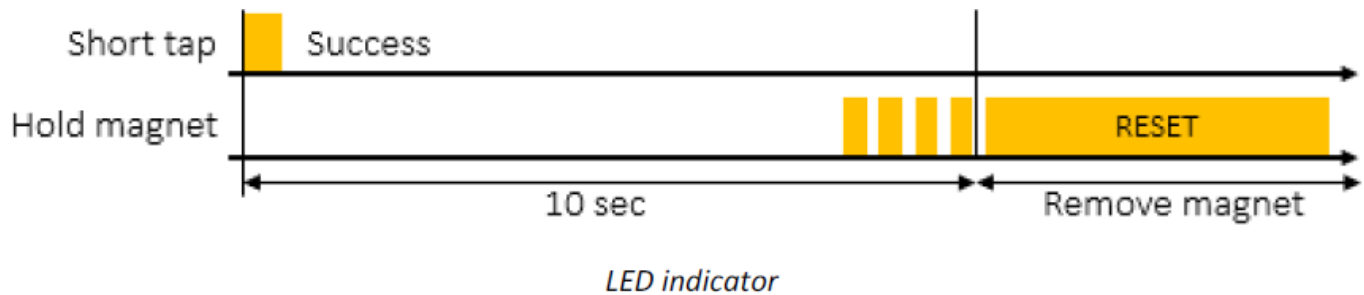 Short tap Success
Hold magnet RESET
10 sec Remove magnet
LED indicator